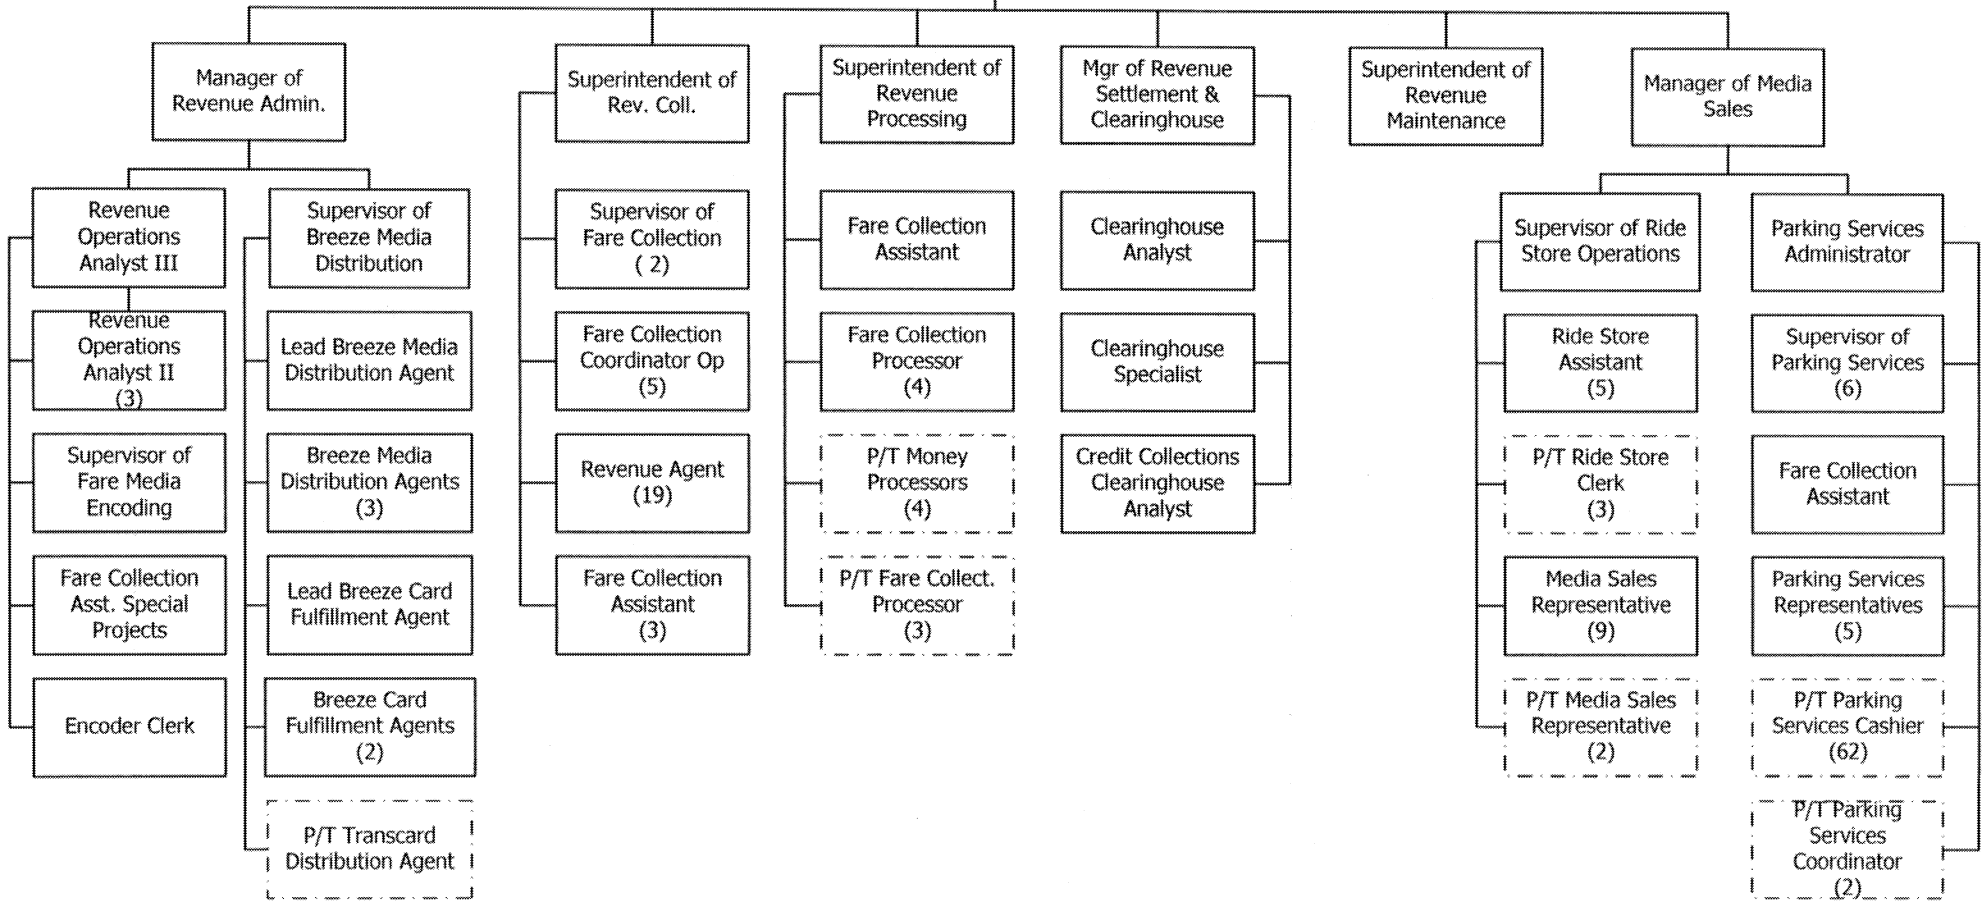 Manager of
Revenue Admin.
Superintendent of
Rev. Coll.
Superintendent of
Revenue
Processing
Mgr of Revenue
Settlement &
Clearinghouse
Superintendent of
Revenue
Maintenance
Manager of Media
Sales
Revenue
Operations
Analyst III
Revenue
Operations
Analyst II
(3)
Supervisor of
Fare Media
Encoding
Fare Collection
Asst. Special
Projects
Encoder Clerk
Supervisor of
Breeze Media
Distribution
Lead Breeze Media
Distribution Agent
Breeze Media
Distribution Agents
(3)
Lead Breeze Card
Fulfillment Agent
Breeze Card
Fulfillment Agents
(2)
P/T Transcard
Distribution Agent
Supervisor of
Fare Collection
( 2)
Fare Collection
Coordinator Op
(5)
Revenue Agent
(19)
Fare Collection
Assistant
(3)
Fare Collection
Assistant
Fare Collection
Processor
(4)
P/T Money
Processors
(4)
P/T Fare Collect.
Processor
(3)
Clearinghouse
Analyst
Clearinghouse
Specialist
Credit Collections
Clearinghouse
Analyst
Supervisor of Ride
Store Operations
Ride Store
Assistant
(5)
P/T Ride Store
Clerk
(3)
Media Sales
Representative
(9)
P/T Media Sales
Representative
(2)
Parking Services
Administrator
Supervisor of
Parking Services
(6)
Fare Collection
Assistant
Parking Services
Representatives
(5)
P/T Parking
Services Cashier
(62)
P/T Parking
Services
Coordinator
(2)